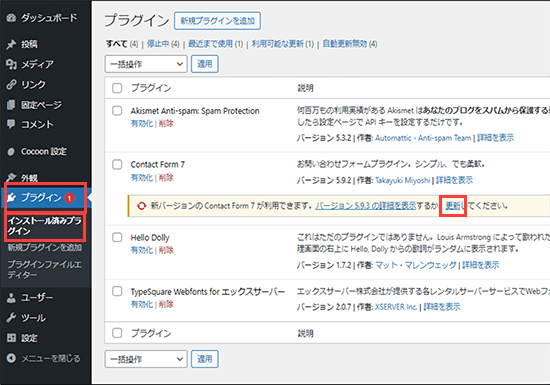 ダッシュボード
投稿
メディア
リンク
固定ページ
コメント
Cocoon 設定
外観
プラグイン 1
インストール済みプラ
グイン
新規プラグインを追加
プラグインファイルエ
ディター
ユーザー
ツール
設定
メニューを閉じる
プラグイン 新規プラグインを追加
すべて (4) | 停止中 (4) | 最近まで使用 (1) | 利用可能な更新 (1) | 自動更新無効 (4)
一括操作 適用
プラグイン 説明
Akismet Anti-spam: Spam Protection
有効化 | 削除
何百万もの利用実績がある Akismet はあなたのブログをスパムから保護する
したら設定ページで API キーを設定するだけです。
バージョン 5.3.2 | 作者: Automattic - Anti-spam Team | 詳細を表示
Contact Form 7
有効化 | 削除
お問い合わせフォームプラグイン。シンプル、でも柔軟。
バージョン 5.9.2 | 作者: Takayuki Miyoshi | 詳細を表示
新バージョンの Contact Form 7 が利用できます。バージョン 5.9.3 の詳細を表示するか、更新してください。
Hello Dolly
有効化 | 削除
これはただのプラグインではありません。Louis Armstrong によって歌われた
理画面の右上に Hello, Dolly からの歌詞がランダムに表示されます。
バージョン 1.7.2 | 作者: マット・マレンウェッグ | 詳細を表示
TypeSquare Webfonts for エックスサーバー
有効化 | 削除
エックスサーバー株式会社が提供する各レンタルサーバーサービスでWebフォ
バージョン 2.0.7 | 作者: XSERVER Inc. | 詳細を表示
プラグイン 説明
一括操作 適用